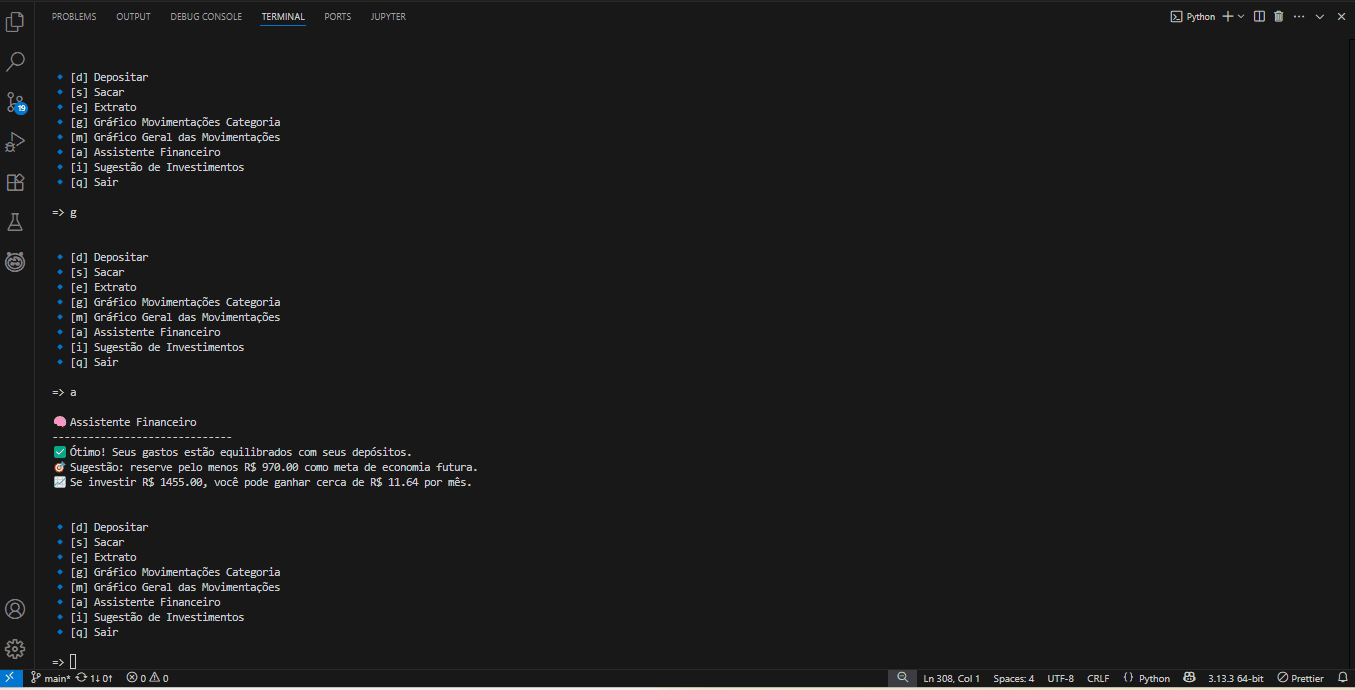 PROBLEMS OUTPUT DEBUG CONSOLE TERMINAL PORTS JUPYTER Python
[d] Depositar
[s] Sacar
[e] Extrato
[g] Gráfico Movimentações Categoria
[m] Gráfico Geral das Movimentações
[a] Assistente Financeiro
[i] Sugestão de Investimentos
[q] Sair
=> g
[d] Depositar
[s] Sacar
[e] Extrato
[g] Gráfico Movimentações Categoria
[m] Gráfico Geral das Movimentações
[a] Assistente Financeiro
[i] Sugestão de Investimentos
[q] Sair
=> a
Assistente Financeiro
------------------------------
Ótimo! Seus gastos estão equilibrados com seus depósitos.
Sugestão: reserve pelo menos R$ 970.00 como meta de economia futura.
Se investir R$ 1455.00, você pode ganhar cerca de R$ 11.64 por mês.
[d] Depositar
[s] Sacar
[e] Extrato
[g] Gráfico Movimentações Categoria
[m] Gráfico Geral das Movimentações
[a] Assistente Financeiro
[i] Sugestão de Investimentos
[q] Sair
=>
19
main* 1↓ 0↑ 0 0 Ln 308, Col 1 Spaces: 4 UTF-8 CRLF {} Python 3.13.3 64-bit Prettier